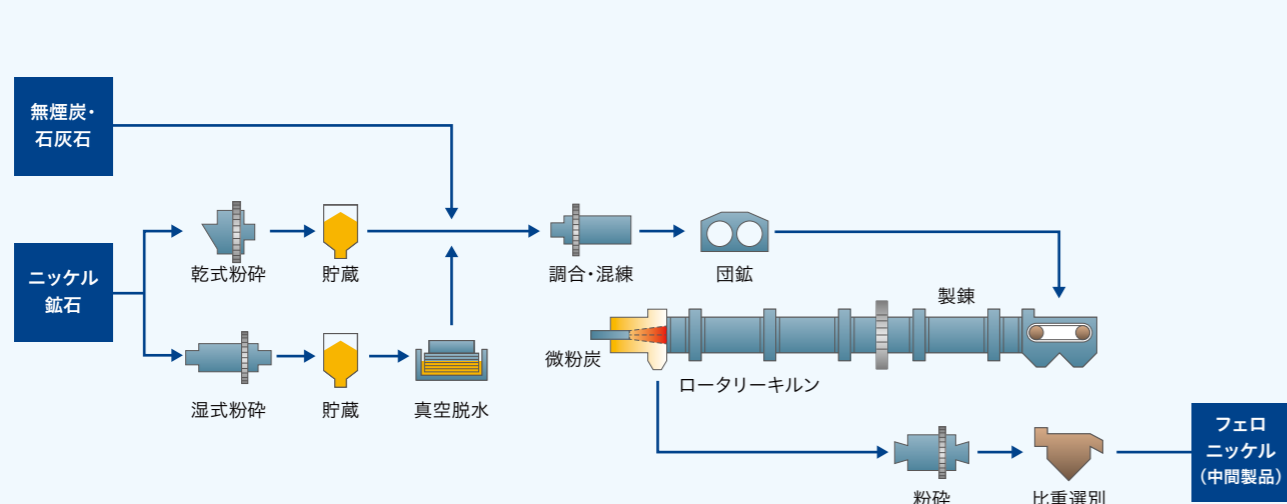 無煙炭・
石灰石
ニッケル
鉱石
乾式粉砕
貯蔵
調合・混練
団鉱
湿式粉砕
貯蔵
真空脱水
製錬
微粉炭
ロータリーキルン
粉砕
比重選別
フェロ
ニッケル
（中間製品）